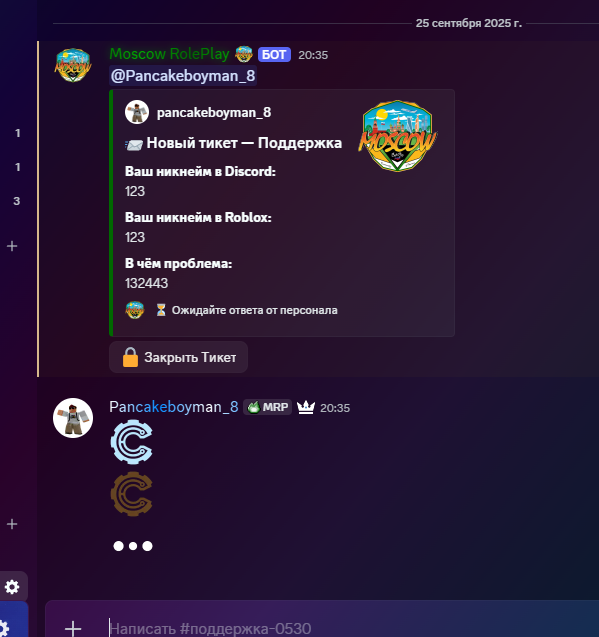 25 сентября 2025 г.
Moscow RolePlay БОТ 20:35
@Pancakeboyman_8
pancakeboyman_8
Новый тикет — Поддержка
MOSCOW
Ваш никнейм в Discord:
123
Ваш никнейм в Roblox:
123
В чём проблема:
132443
Ожидайте ответа от персонала
Закрыть Тикет
1
1
3
Pancakeboyman_8 MRP 20:35
Написать #поддержка-0530